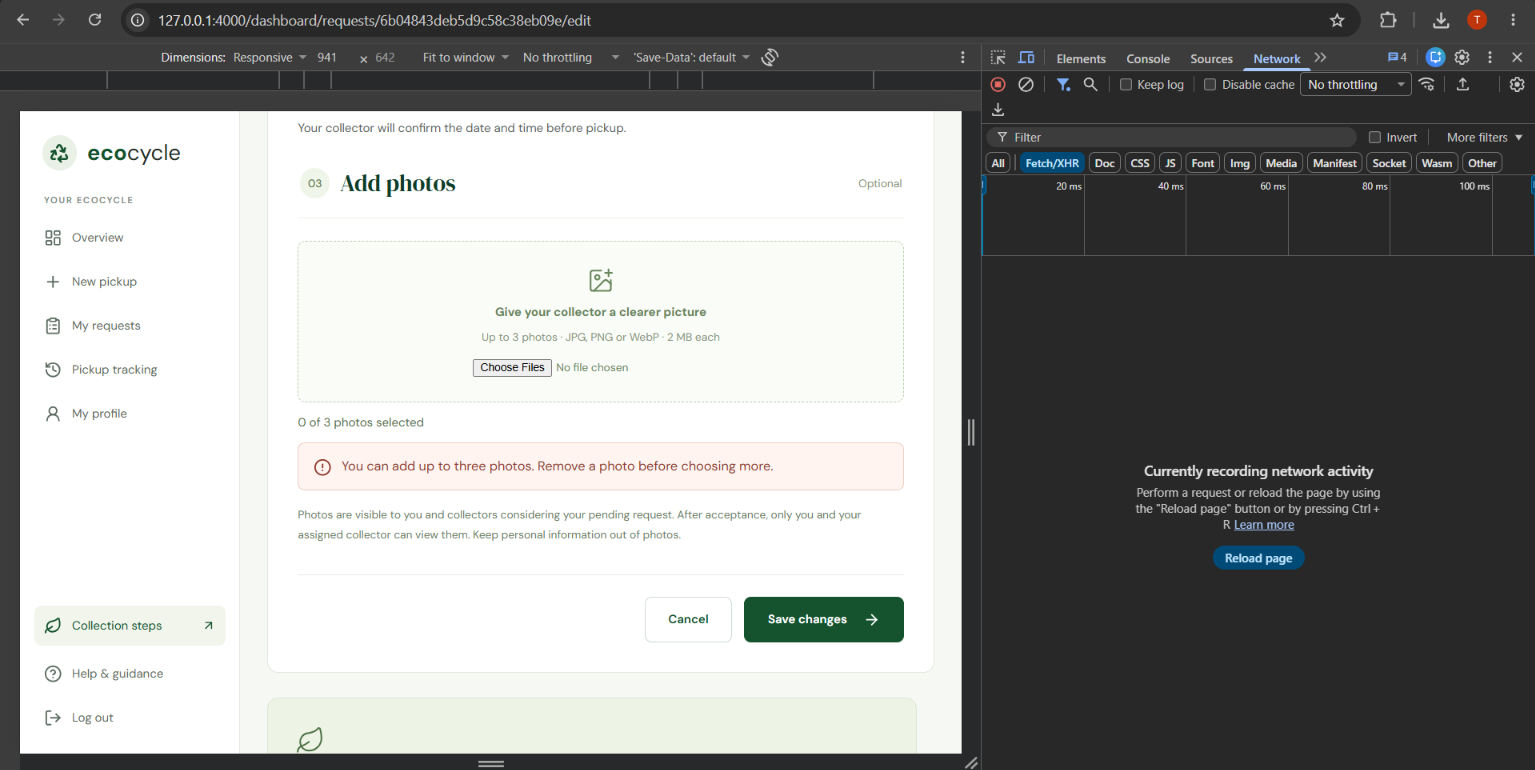 127.0.0.1:4000/dashboard/requests/6b04843deb5d9c58c38eb09e/edit
T
Dimensions: Responsive 941 × 642 Fit to window No throttling 'Save-Data': default
Elements Console Sources Network 4
Keep log Disable cache No throttling
Filter Invert More filters
All Fetch/XHR Doc CSS JS Font Img Media Manifest Socket Wasm Other
20 ms 40 ms 60 ms 80 ms 100 ms
Currently recording network activity
Perform a request or reload the page by using
the "Reload page" button or by pressing Ctrl +
R Learn more
Reload page
ecocycle
YOUR ECOCYCLE
Overview
New pickup
My requests
Pickup tracking
My profile
Collection steps
Help & guidance
Log out
Your collector will confirm the date and time before pickup.
03 Add photos Optional
Give your collector a clearer picture
Up to 3 photos · JPG, PNG or WebP · 2 MB each
Choose Files No file chosen
0 of 3 photos selected
You can add up to three photos. Remove a photo before choosing more.
Photos are visible to you and collectors considering your pending request. After acceptance, only you and your
assigned collector can view them. Keep personal information out of photos.
Cancel Save changes